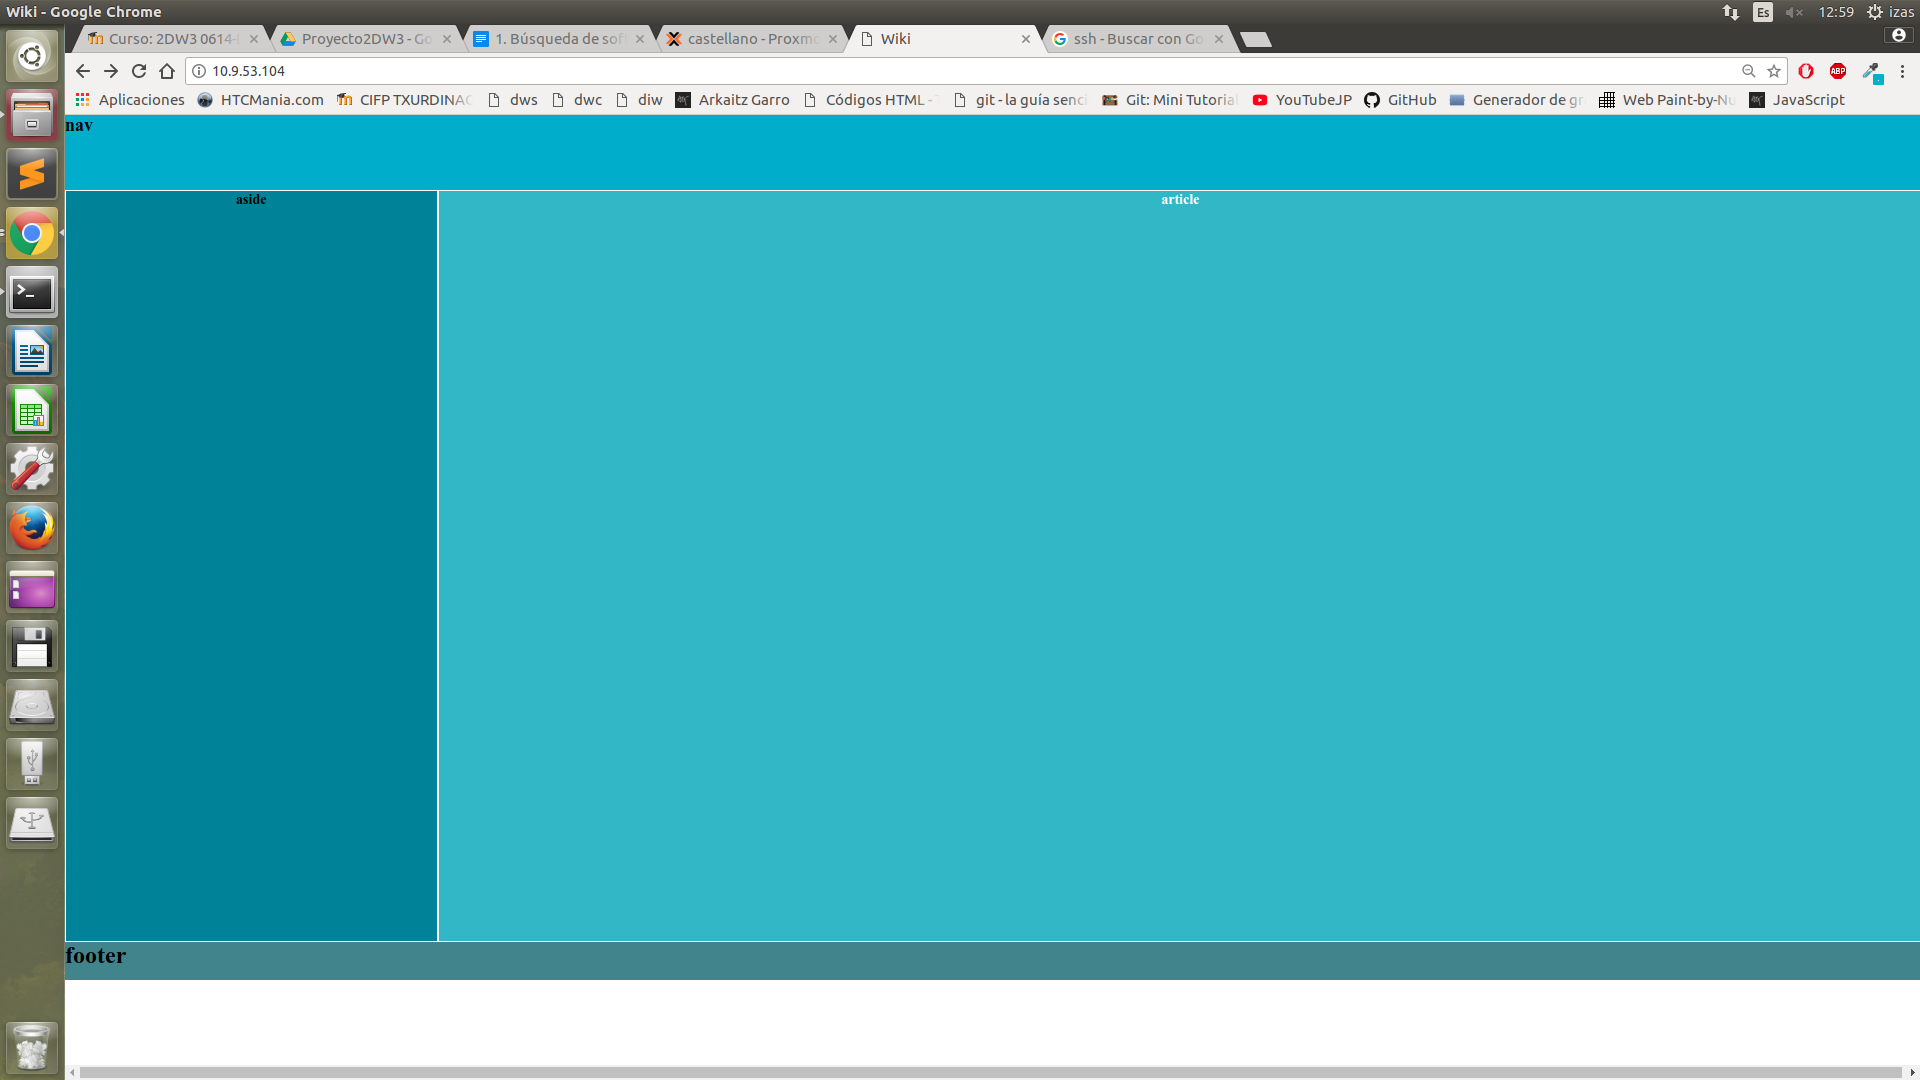 Wiki - Google Chrome
Es
12:59
izas
Curso: 2DW3 0614-
Proyecto2DW3 - Go
1. Búsqueda de sof
castellano - Proxmo
Wiki
ssh - Buscar con Go
10.9.53.104
ABP
Aplicaciones
HTCMania.com
CIFP TXURDINAC
dws
dwc
diw
Arkaitz Garro
Códigos HTML -
git - la guía senci
Git: Mini Tutoria
YouTubeJP
GitHub
Generador de gr
Web Paint-by-Nu
JavaScript
nav
aside
article
footer